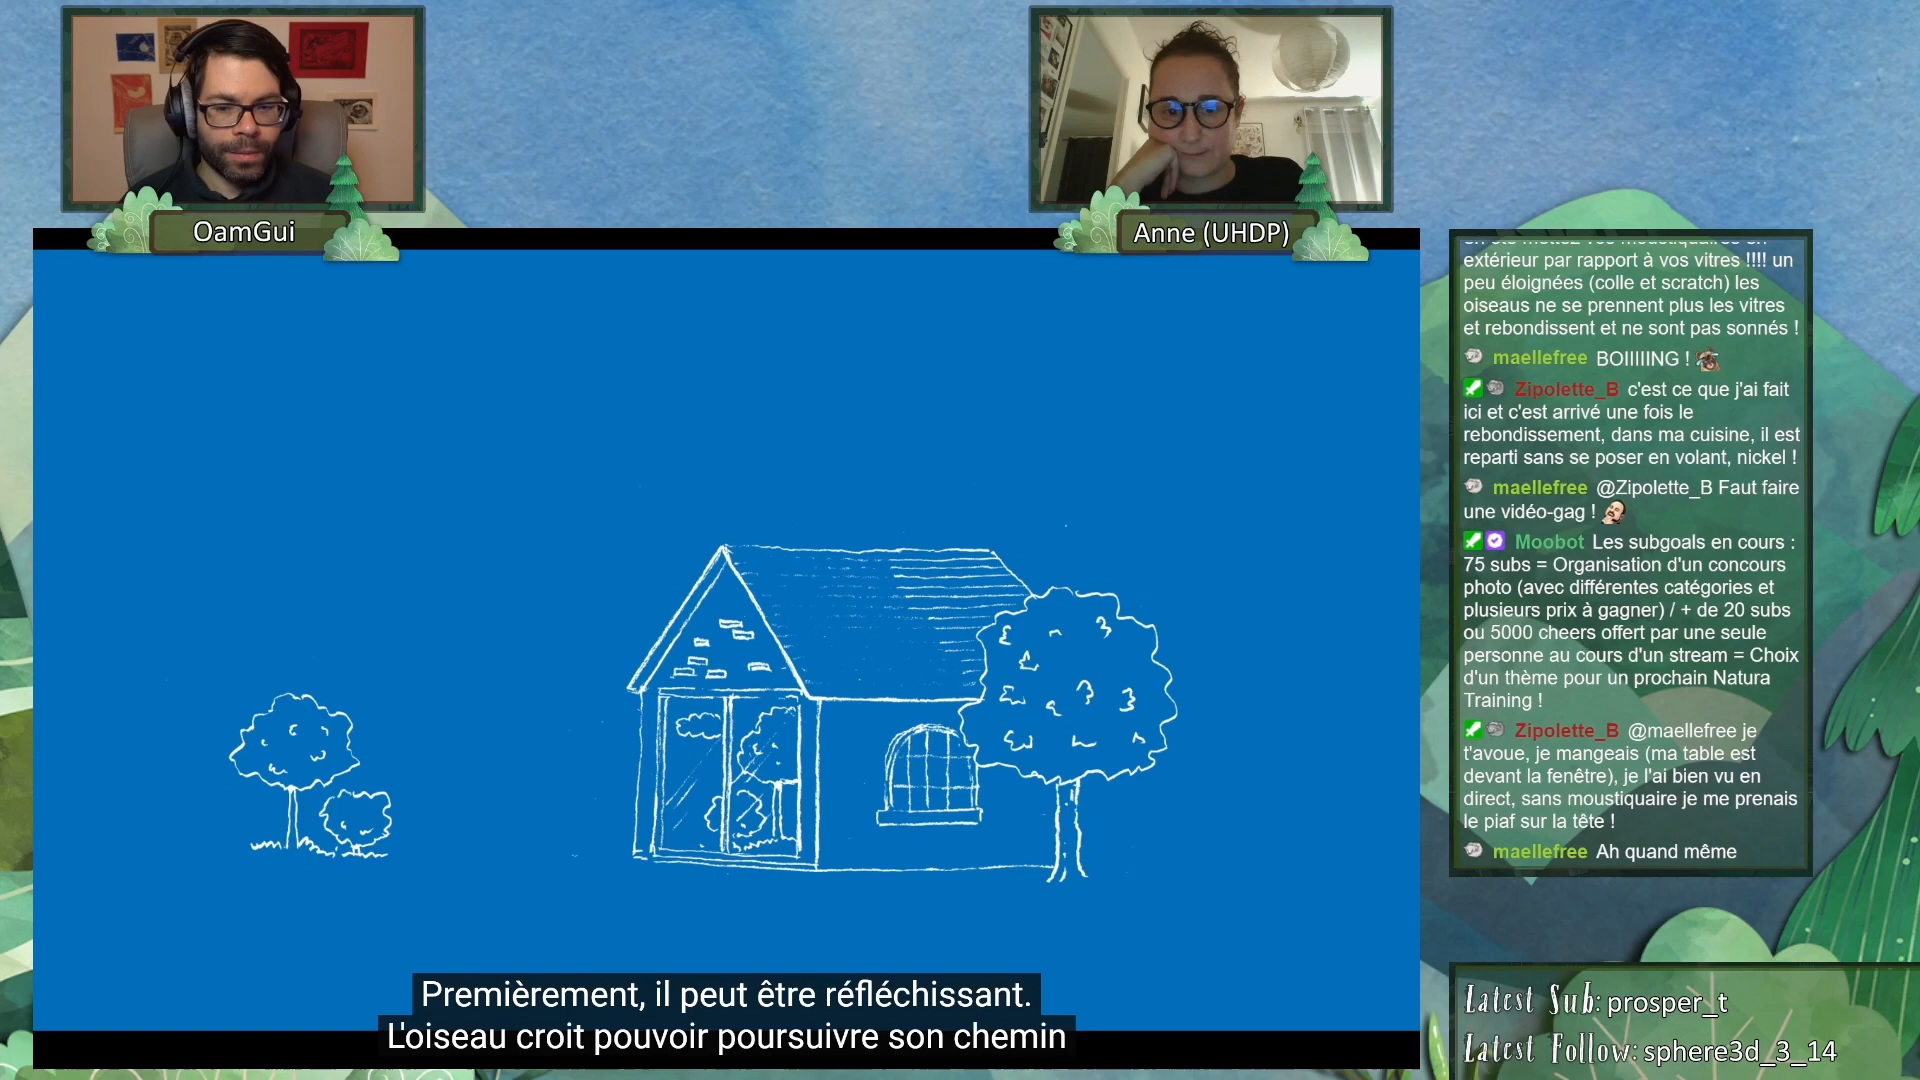 OamGui
Anne (UHDP)
extérieur par rapport à vos vitres !!!! un
peu éloignées (colle et scratch) les
oiseaus ne se prennent plus les vitres
et rebondissent et ne sont pas sonnés !
maellefree BOIIIIING !
Zipolette_B c'est ce que j'ai fait
ici et c'est arrivé une fois le
rebondissement, dans ma cuisine, il est
reparti sans se poser en volant, nickel !
maellefree @Zipolette_B Faut faire
une vidéo-gag !
Moobot Les subgoals en cours :
75 subs = Organisation d'un concours
photo (avec différentes catégories et
plusieurs prix à gagner) / + de 20 subs
ou 5000 cheers offert par une seule
personne au cours d'un stream = Choix
d'un thème pour un prochain Natura
Training !
Zipolette_B @maellefree je
t'avoue, je mangeais (ma table est
devant la fenêtre), je l'ai bien vu en
direct, sans moustiquaire je me prenais
le piaf sur la tête !
maellefree Ah quand même
Premièrement, il peut être réfléchissant.
L'oiseau croit pouvoir poursuivre son chemin
Latest Sub: prosper_t
Latest Follow: sphere3d_3_14